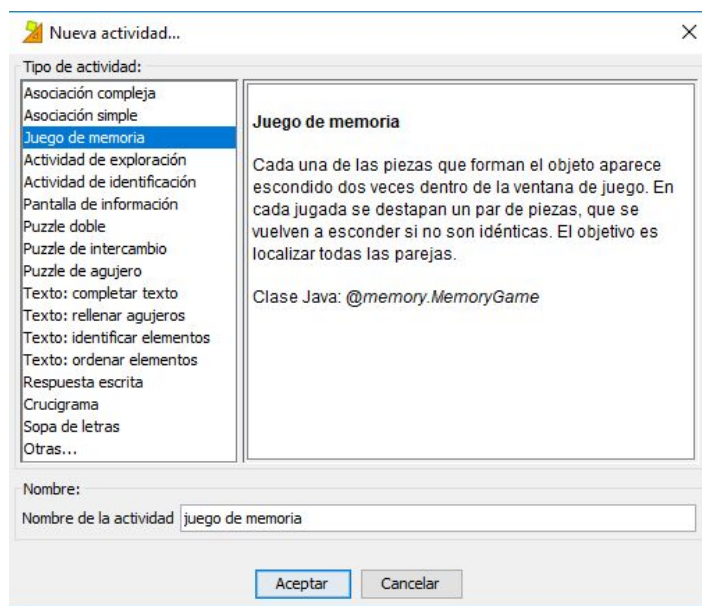 Nueva actividad...
Tipo de actividad:
Asociación compleja
Asociación simple
Juego de memoria
Actividad de exploración
Actividad de identificación
Pantalla de información
Puzzle doble
Puzzle de intercambio
Puzzle de agujero
Texto: completar texto
Texto: rellenar agujeros
Texto: identificar elementos
Texto: ordenar elementos
Respuesta escrita
Crucigrama
Sopa de letras
Otras...
Juego de memoria
Cada una de las piezas que forman el objeto aparece
escondido dos veces dentro de la ventana de juego. En
cada jugada se destapan un par de piezas, que se
vuelven a esconder si no son idénticas. El objetivo es
localizar todas las parejas.
Clase Java: @memory.MemoryGame
Nombre:
Nombre de la actividad juego de memoria
Aceptar Cancelar